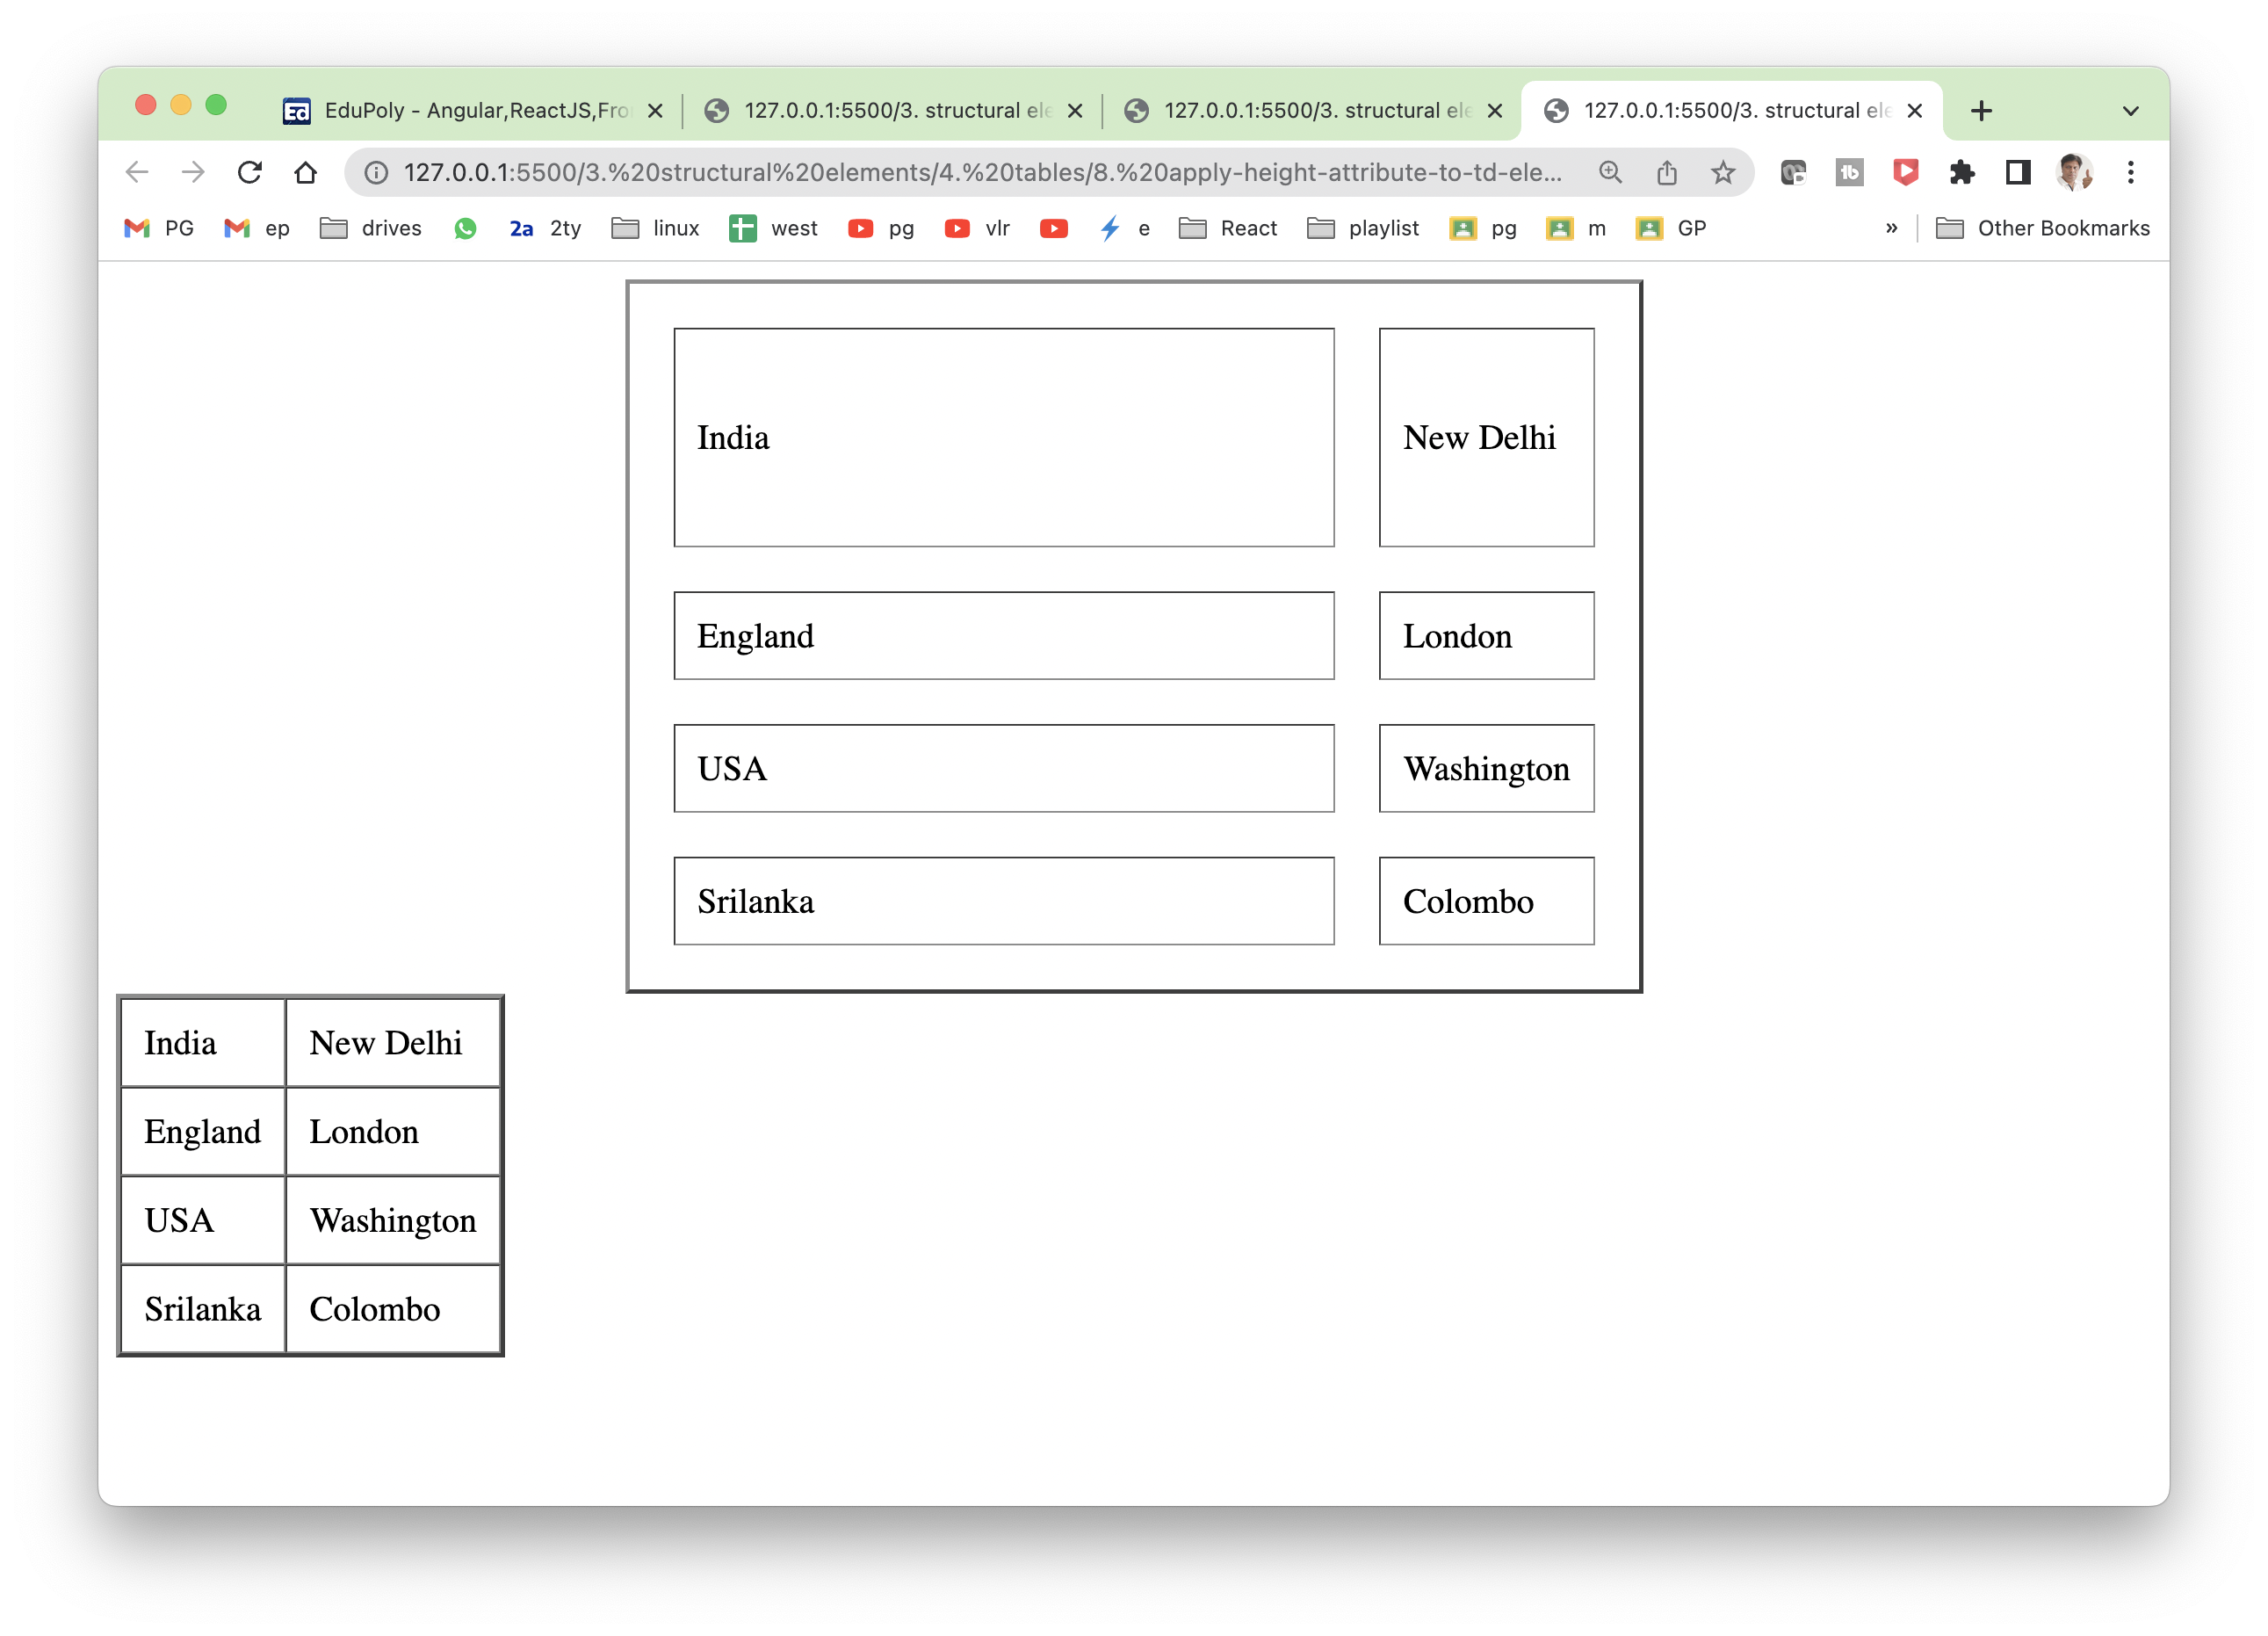 EduPoly - Angular,ReactJS,Fro
127.0.0.1:5500/3. structural ele
127.0.0.1:5500/3. structural ele
127.0.0.1:5500/3. structural ele
127.0.0.1:5500/3.%20structural%20elements/4.%20tables/8.%20apply-height-attribute-to-td-ele...
PG ep drives 2a 2ty linux west pg vlr e React playlist pg m GP » Other Bookmarks
India New Delhi
England London
USA Washington
Srilanka Colombo
India New Delhi
England London
USA Washington
Srilanka Colombo